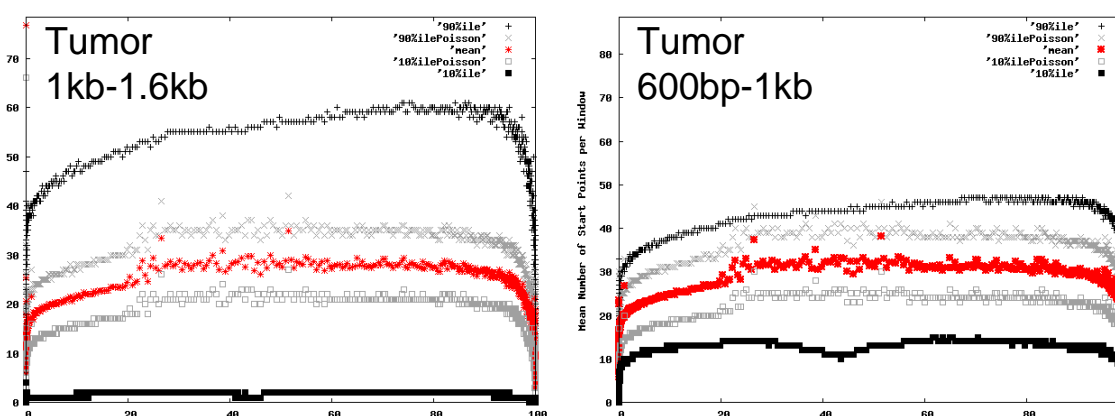 Tumor
1kb-1.6kb
'90%ile'
'90%ilePoisson'
'mean'
'10%ilePoisson'
'10%ile'
70
60
50
40
30
20
10
0
0 20 40 60 80 100
Tumor
600bp-1kb
'90%ile'
'90%ilePoisson'
'mean'
'10%ilePoisson'
'10%ile'
Mean Number of Start Points per Window
80
70
60
50
40
30
20
10
0
0 20 40 60 80